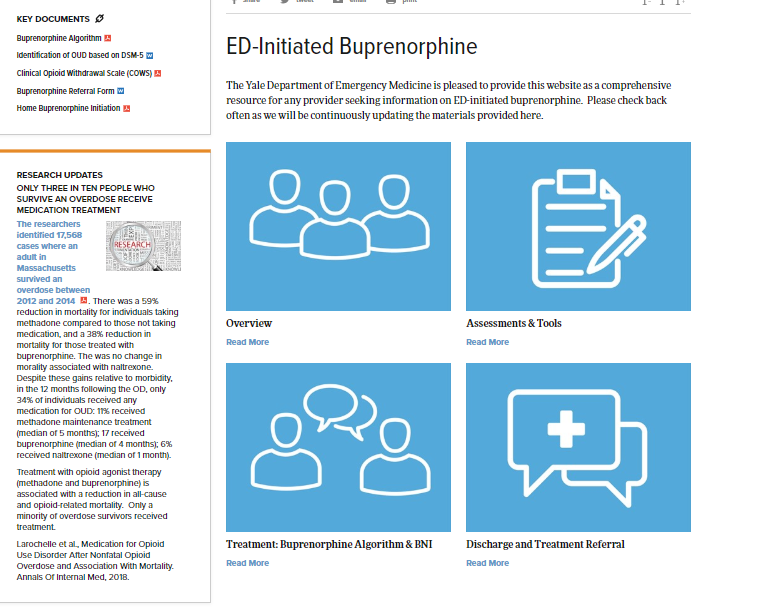 share tweet email print
KEY DOCUMENTS
Buprenorphine Algorithm
Identification of OUD based on DSM-5
Clinical Opioid Withdrawal Scale (COWS)
Buprenorphine Referral Form
Home Buprenorphine Initiation
RESEARCH UPDATES
ONLY THREE IN TEN PEOPLE WHO
SURVIVE AN OVERDOSE RECEIVE
MEDICATION TREATMENT
The researchers
identified 17,568
cases where an
adult in
Massachusetts
survived an
overdose between
2012 and 2014 . There was a 59%
reduction in mortality for individuals taking
methadone compared to those not taking
medication, and a 38% reduction in
mortality for those treated with
buprenorphine. The was no change in
morality associated with naltrexone.
Despite these gains relative to morbidity,
in the 12 months following the OD, only
34% of individuals received any
medication for OUD: 11% received
methadone maintenance treatment
(median of 5 months); 17 received
buprenorphine (median of 4 months); 6%
received naltrexone (median of 1 month).
Treatment with opioid agonist therapy
(methadone and buprenorphine) is
associated with a reduction in all-cause
and opioid-related mortality. Only a
minority of overdose survivors received
treatment.
Larochelle et al., Medication for Opioid
Use Disorder After Nonfatal Opioid
Overdose and Association With Mortality.
Annals Of Internal Med, 2018.
RESEARCH
ED-Initiated Buprenorphine
The Yale Department of Emergency Medicine is pleased to provide this website as a comprehensive
resource for any provider seeking information on ED-initiated buprenorphine. Please check back
often as we will be continuously updating the materials provided here.
Overview
Read More
Assessments & Tools
Read More
Treatment: Buprenorphine Algorithm & BNI
Read More
Discharge and Treatment Referral
Read More